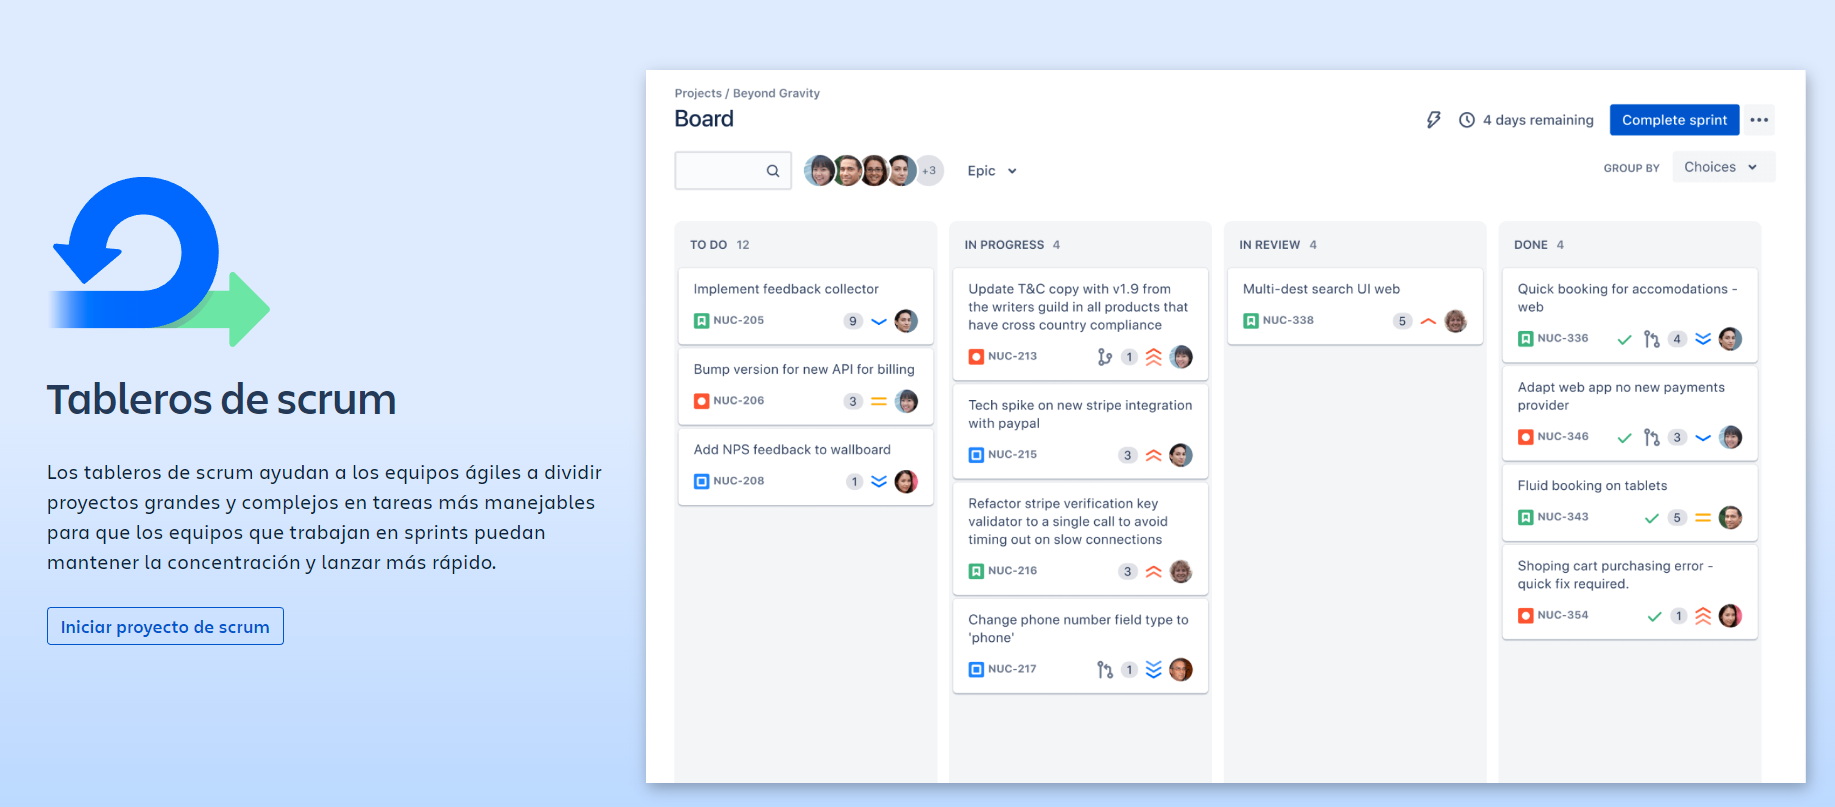 Tableros de scrum
Los tableros de scrum ayudan a los equipos ágiles a dividir
proyectos grandes y complejos en tareas más manejables
para que los equipos que trabajan en sprints puedan
mantener la concentración y lanzar más rápido.
Iniciar proyecto de scrum
Projects / Beyond Gravity
Board
4 days remaining
Complete sprint
+3
Epic
GROUP BY
Choices
TO DO 12
Implement feedback collector
NUC-205 9
Bump version for new API for billing
NUC-206 3
Add NPS feedback to wallboard
NUC-208 1
IN PROGRESS 4
Update T&C copy with v1.9 from
the writers guild in all products that
have cross country compliance
NUC-213 1
Tech spike on new stripe integration
with paypal
NUC-215 3
Refactor stripe verification key
validator to a single call to avoid
timing out on slow connections
NUC-216 3
Change phone number field type to
'phone'
NUC-217 1
IN REVIEW 4
Multi-dest search UI web
NUC-338 5
DONE 4
Quick booking for accomodations -
web
NUC-336 4
Adapt web app no new payments
provider
NUC-346 3
Fluid booking on tablets
NUC-343 5
Shoping cart purchasing error -
quick fix required.
NUC-354 1